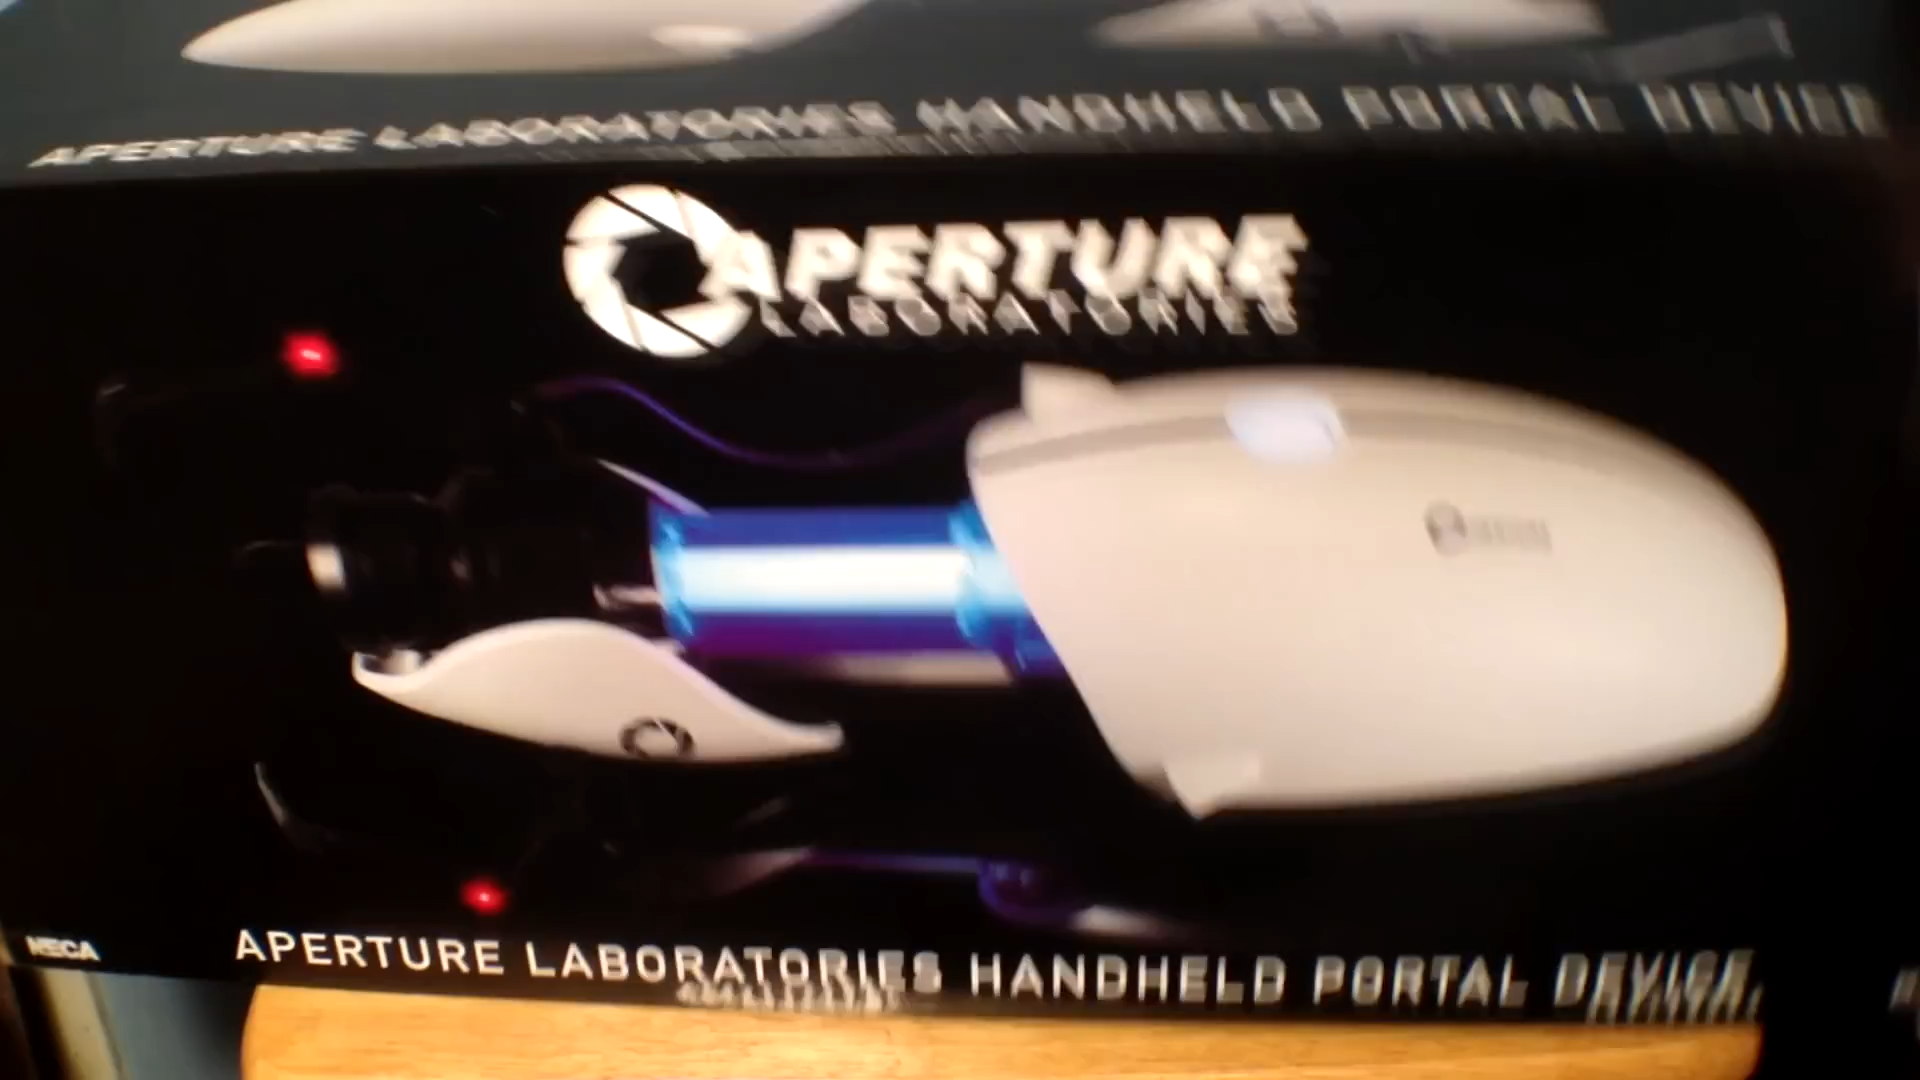 APERTURE LABORATORIES HANDHELD PORTAL DEVICE
APERTURE
LABORATORIES
NECA
APERTURE LABORATORIES HANDHELD PORTAL DEVICE